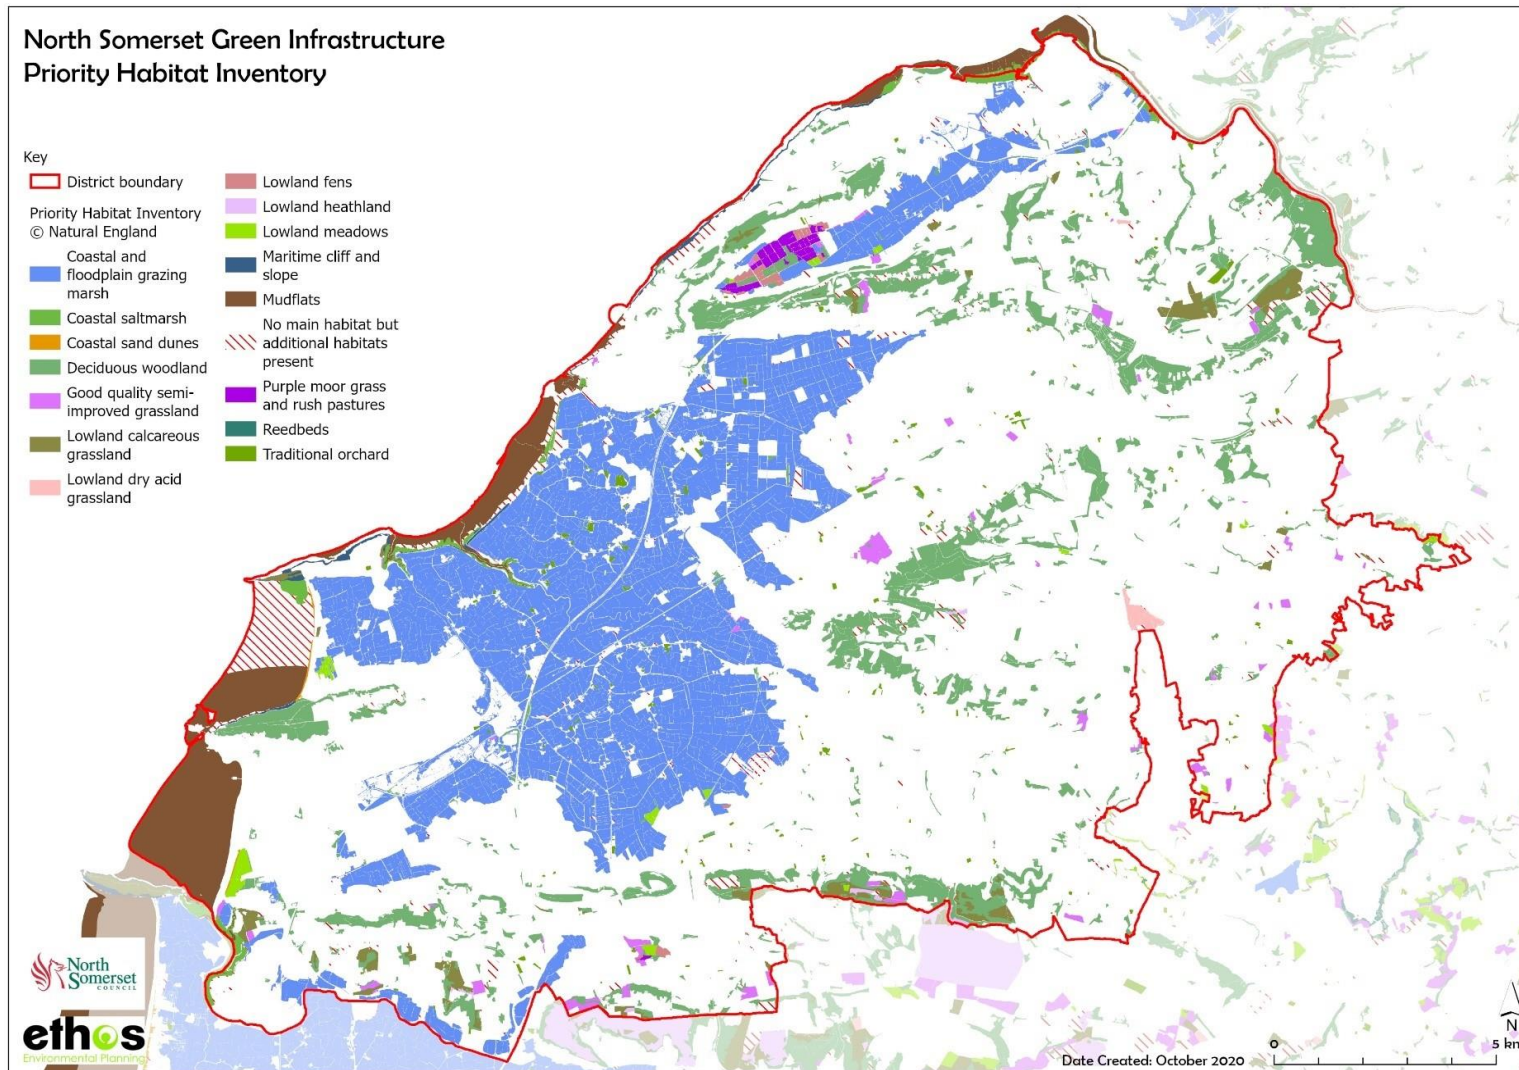 North Somerset Green Infrastructure
Priority Habitat Inventory
Key
District boundary
Priority Habitat Inventory
© Natural England
Coastal and
floodplain grazing
marsh
Coastal saltmarsh
Coastal sand dunes
Deciduous woodland
Good quality semi-
improved grassland
Lowland calcareous
grassland
Lowland dry acid
grassland
Lowland fens
Lowland heathland
Lowland meadows
Maritime cliff and
slope
Mudflats
No main habitat but
additional habitats
present
Purple moor grass
and rush pastures
Reedbeds
Traditional orchard
North
Somerset
COUNCIL
ethos
Environmental Planning
Date Created: October 2020
0
5 km
N